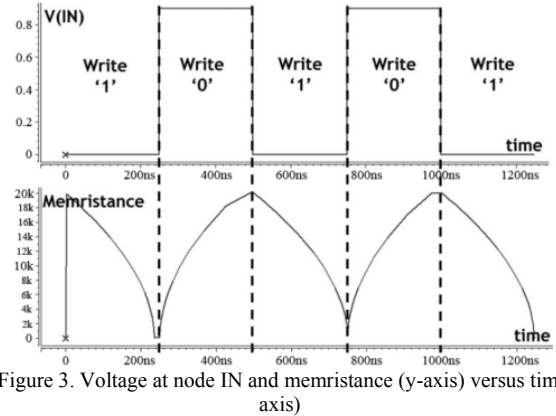 V(IN)
0.8
0.6
0.4
0.2
0
Write '1'
Write '0'
Write '1'
Write '0'
Write '1'
time
0 200ns 400ns 600ns 800ns 1000ns 1200ns
Memristance
20k
18k
16k
14k
12k
10k
8k
6k
4k
2k
0
time
0 200ns 400ns 600ns 800ns 1000ns 1200ns
Figure 3. Voltage at node IN and memristance (y-axis) versus tim
axis)